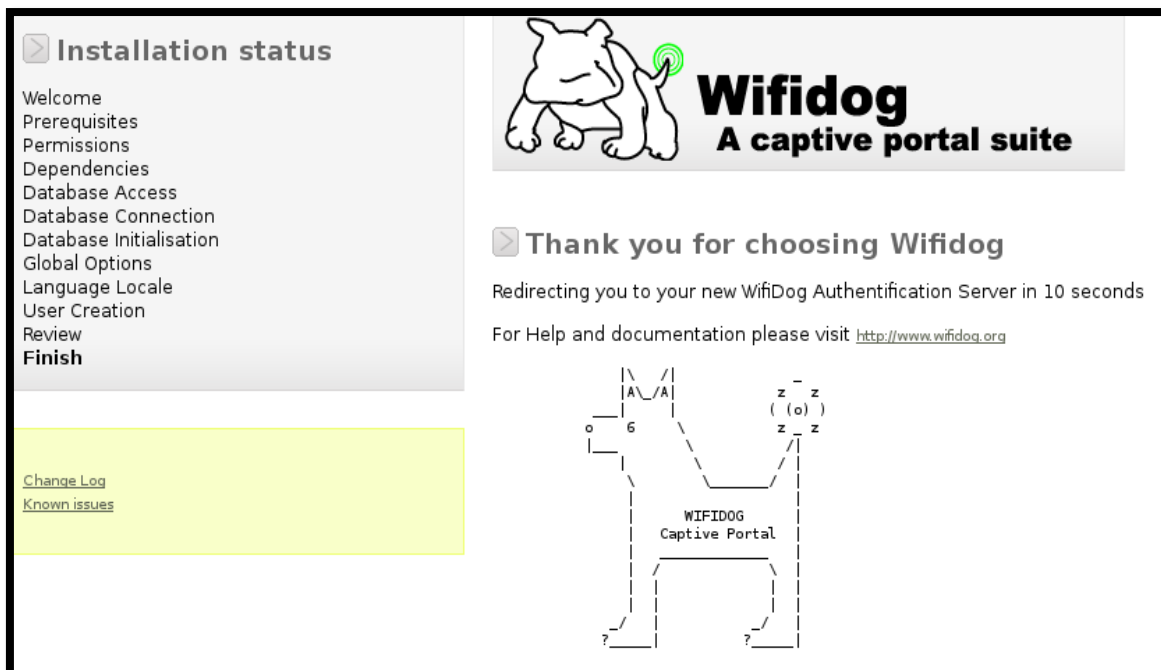 Installation status
Welcome
Prerequisites
Permissions
Dependencies
Database Access
Database Connection
Database Initialisation
Global Options
Language Locale
User Creation
Review
Finish
Change Log
Known issues
Wifidog
A captive portal suite
Thank you for choosing Wifidog
Redirecting you to your new WifiDog Authentification Server in 10 seconds
For Help and documentation please visit http://www.wifidog.org
WIFIDOG
Captive Portal